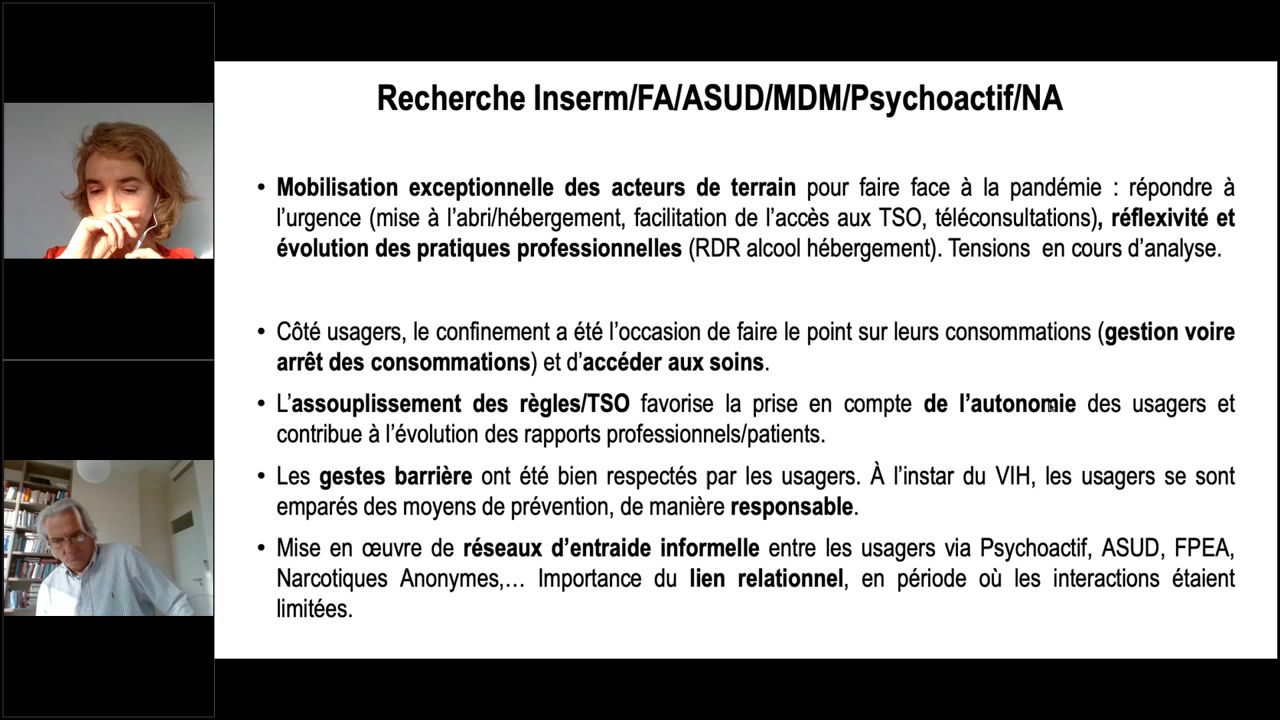 Recherche Inserm/FA/ASUD/MDM/Psychoactif/NA
• Mobilisation exceptionnelle des acteurs de terrain pour faire face à la pandémie : répondre à
l’urgence (mise à l’abri/hébergement, facilitation de l’accès aux TSO, téléconsultations), réflexivité et
évolution des pratiques professionnelles (RDR alcool hébergement). Tensions en cours d’analyse.
• Côté usagers, le confinement a été l’occasion de faire le point sur leurs consommations (gestion voire
arrêt des consommations) et d’accéder aux soins.
• L’assouplissement des règles/TSO favorise la prise en compte de l’autonomie des usagers et
contribue à l’évolution des rapports professionnels/patients.
• Les gestes barrière ont été bien respectés par les usagers. À l’instar du VIH, les usagers se sont
emparés des moyens de prévention, de manière responsable.
• Mise en œuvre de réseaux d’entraide informelle entre les usagers via Psychoactif, ASUD, FPEA,
Narcotiques Anonymes,… Importance du lien relationnel, en période où les interactions étaient
limitées.